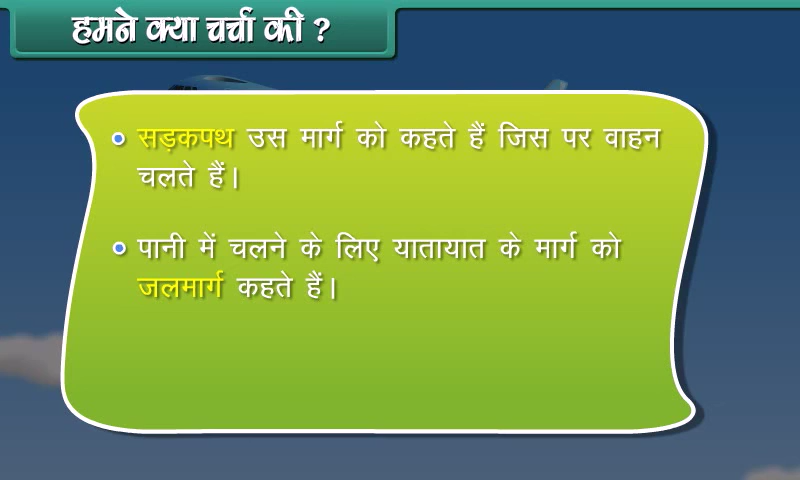 हमने क्या चर्चा की ?
सड़कपथ उस मार्ग को कहते हैं जिस पर वाहन
चलते हैं।
पानी में चलने के लिए यातायात के मार्ग को
जलमार्ग कहते हैं।